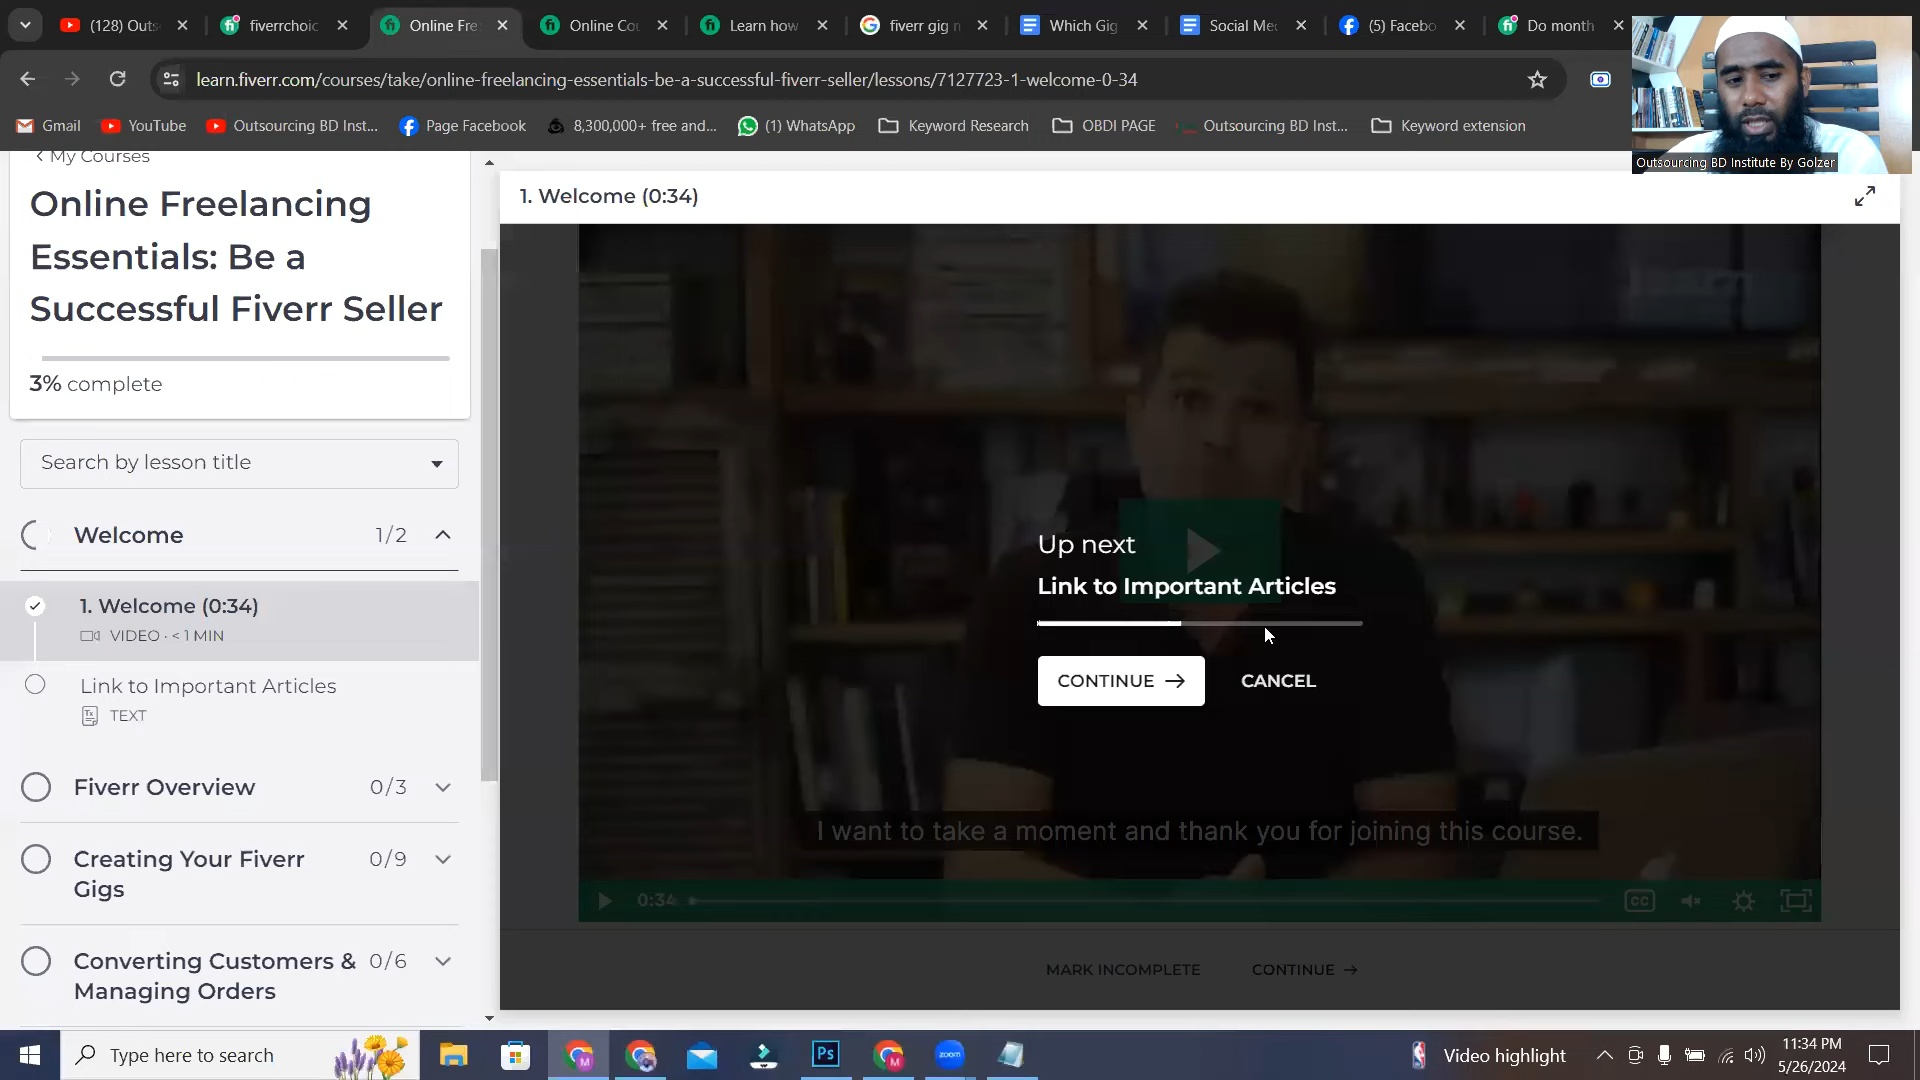 (128) Outs
fiverrchoic
Online Fre
Online Co
Learn how
fiverr gig n
Which Gig
Social Me
(5) Facebo
Do month
learn.fiverr.com/courses/take/online-freelancing-essentials-be-a-successful-fiverr-seller/lessons/7127723-1-welcome-0-34
Gmail
YouTube
Outsourcing BD Inst...
Page Facebook
8,300,000+ free and...
(1) WhatsApp
Keyword Research
OBDI PAGE
Outsourcing BD Inst...
Keyword extension
Outsourcing BD Institute By Golzer
My Courses
Online Freelancing
Essentials: Be a
Successful Fiverr Seller
3% complete
Search by lesson title
Welcome 1/2
1. Welcome (0:34)
VIDEO · < 1 MIN
Link to Important Articles
TEXT
Fiverr Overview 0/3
Creating Your Fiverr
Gigs
0/9
Converting Customers &
Managing Orders
0/6
1. Welcome (0:34)
Up next
Link to Important Articles
CONTINUE →
CANCEL
I want to take a moment and thank you for joining this course.
0:34
CC
MARK INCOMPLETE
CONTINUE →
Type here to search
Ps
zoom
Video highlight
11:34 PM
5/26/2024